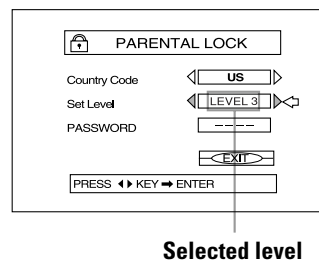 PARENTAL LOCK
Country Code US
Set Level LEVEL 3
PASSWORD – – – –
EXIT
PRESS ◀ ▶ KEY ➡ ENTER
Selected level